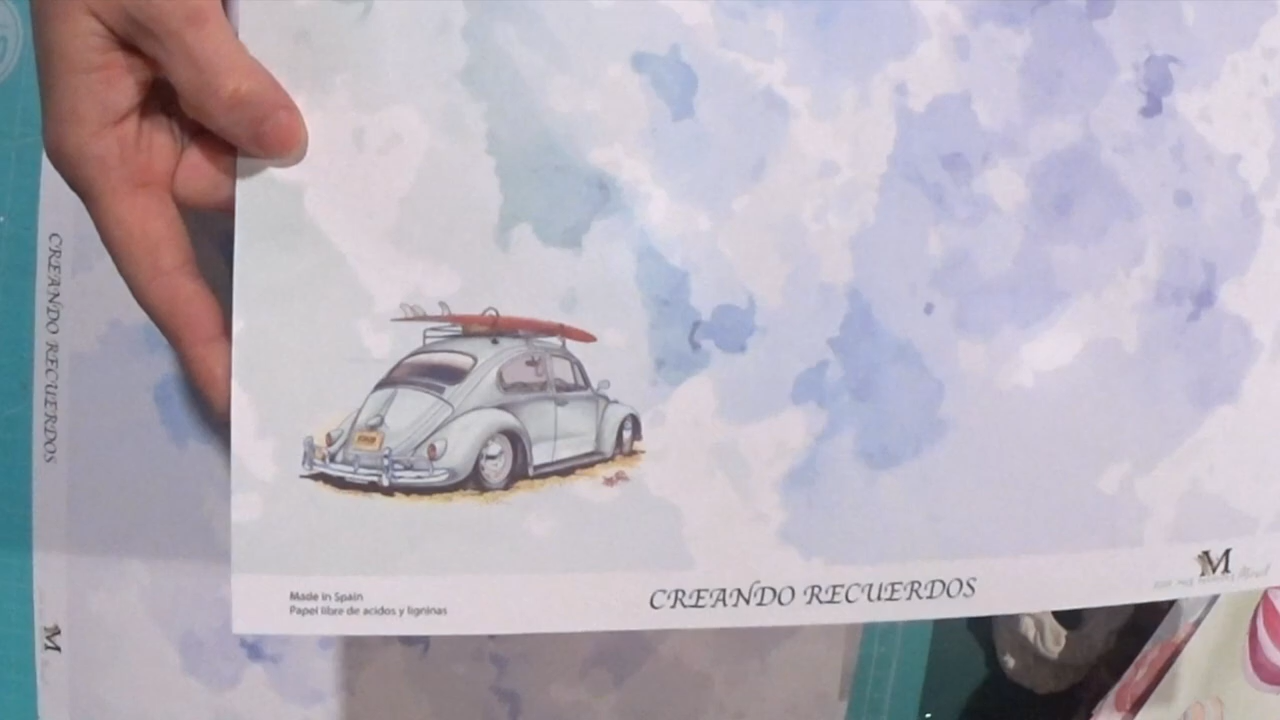 CREANDO RECUERDOS
M
Made in Spain
Papel libre de acidos y ligninas
CREANDO RECUERDOS
M